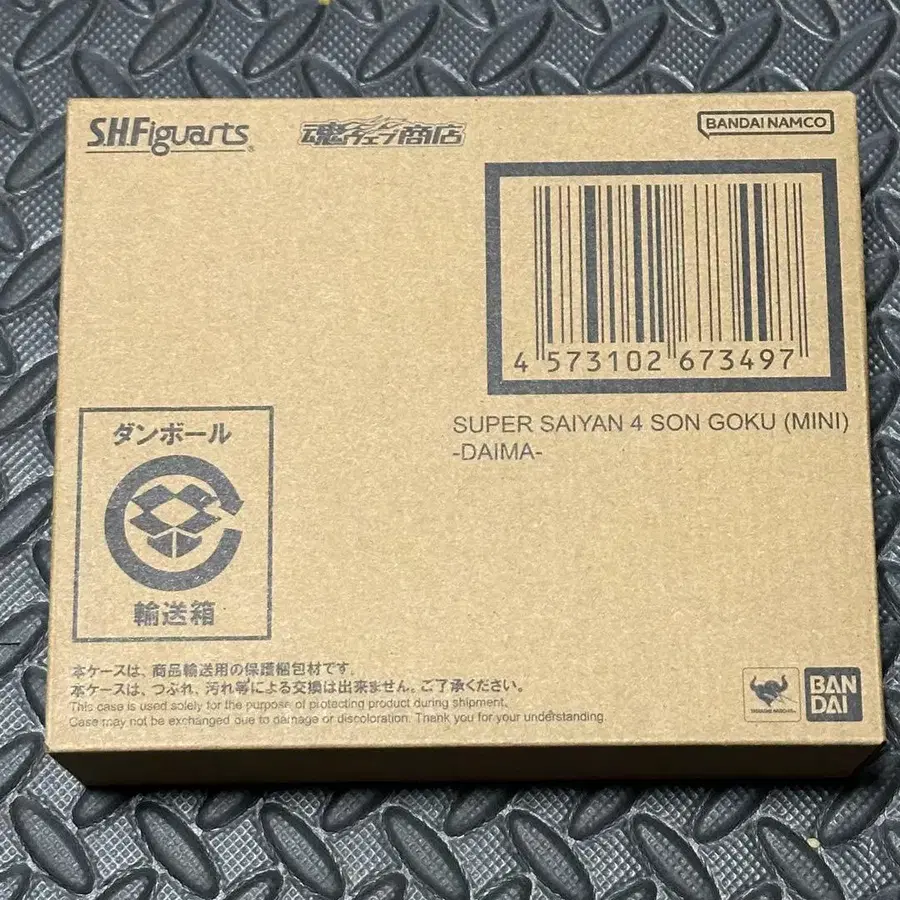 S.H.Figuarts
魂ウェブ商店
BANDAI NAMCO
4 573102 673497
SUPER SAIYAN 4 SON GOKU (MINI)
-DAIMA-
ダンボール
輸送箱
本ケースは、商品輸送用の保護梱包材です。
本ケースは、つぶれ、汚れ等による交換は出来ません。ご了承ください。
This case is used solely for the purpose of protecting product during shipment.
Case may not be exchanged due to damage or discoloration. Thank you for your understanding.
TAMASHII NATIONS
BAN
DAI